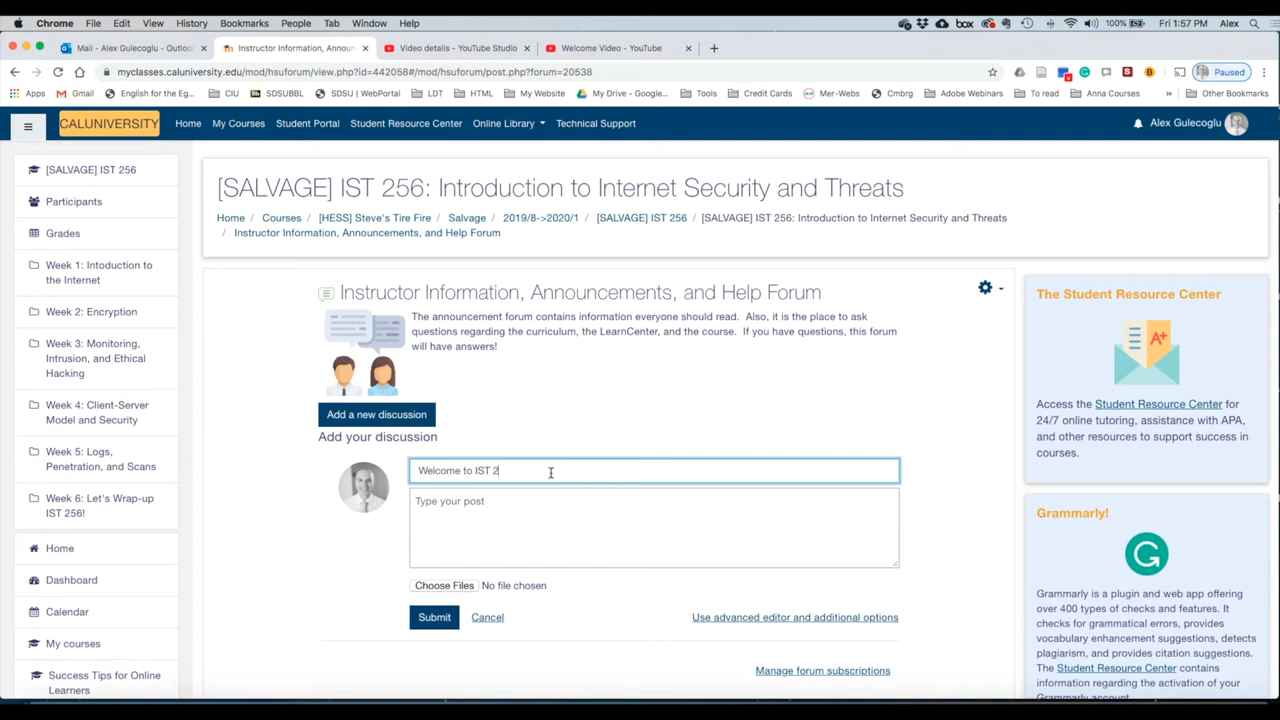 Chrome File Edit View History Bookmarks People Tab Window Help box 100% Fri 1:57 PM Alex
Mail - Alex Gulecoglu - Outloo × Instructor Information, Announ × Video details - YouTube Studio × Welcome Video - YouTube × +
myclasses.caluniversity.edu/mod/hsuforum/view.php?id=442058#/mod/hsuforum/post.php?forum=20538 Paused
Apps Gmail English for the Eg... CIU SDSUBBL SDSU | WebPortal LDT HTML My Website My Drive - Google... Tools Credit Cards Mer-Webs Cmbrg Adobe Webinars To read Anna Courses » Other Bookmarks
CALUNIVERSITY Home My Courses Student Portal Student Resource Center Online Library Technical Support Alex Gulecoglu
[SALVAGE] IST 256
Participants
Grades
Week 1: Intoduction to
the Internet
Week 2: Encryption
Week 3: Monitoring,
Intrusion, and Ethical
Hacking
Week 4: Client-Server
Model and Security
Week 5: Logs,
Penetration, and Scans
Week 6: Let's Wrap-up
IST 256!
Home
Dashboard
Calendar
My courses
Success Tips for Online
Learners
[SALVAGE] IST 256: Introduction to Internet Security and Threats
Home / Courses / [HESS] Steve's Tire Fire / Salvage / 2019/8->2020/1 / [SALVAGE] IST 256 / [SALVAGE] IST 256: Introduction to Internet Security and Threats
/ Instructor Information, Announcements, and Help Forum
Instructor Information, Announcements, and Help Forum
The announcement forum contains information everyone should read. Also, it is the place to ask
questions regarding the curriculum, the LearnCenter, and the course. If you have questions, this forum
will have answers!
Add a new discussion
Add your discussion
Welcome to IST 2
Type your post
Choose Files No file chosen
Submit Cancel Use advanced editor and additional options
Manage forum subscriptions
The Student Resource Center
A+
Access the Student Resource Center for
24/7 online tutoring, assistance with APA,
and other resources to support success in
courses.
Grammarly!
G
Grammarly is a plugin and web app offering
over 400 types of checks and features. It
checks for grammatical errors, provides
vocabulary enhancement suggestions, detects
plagiarism, and provides citation suggestions.
The Student Resource Center contains
information regarding the activation of your
Grammarly account.